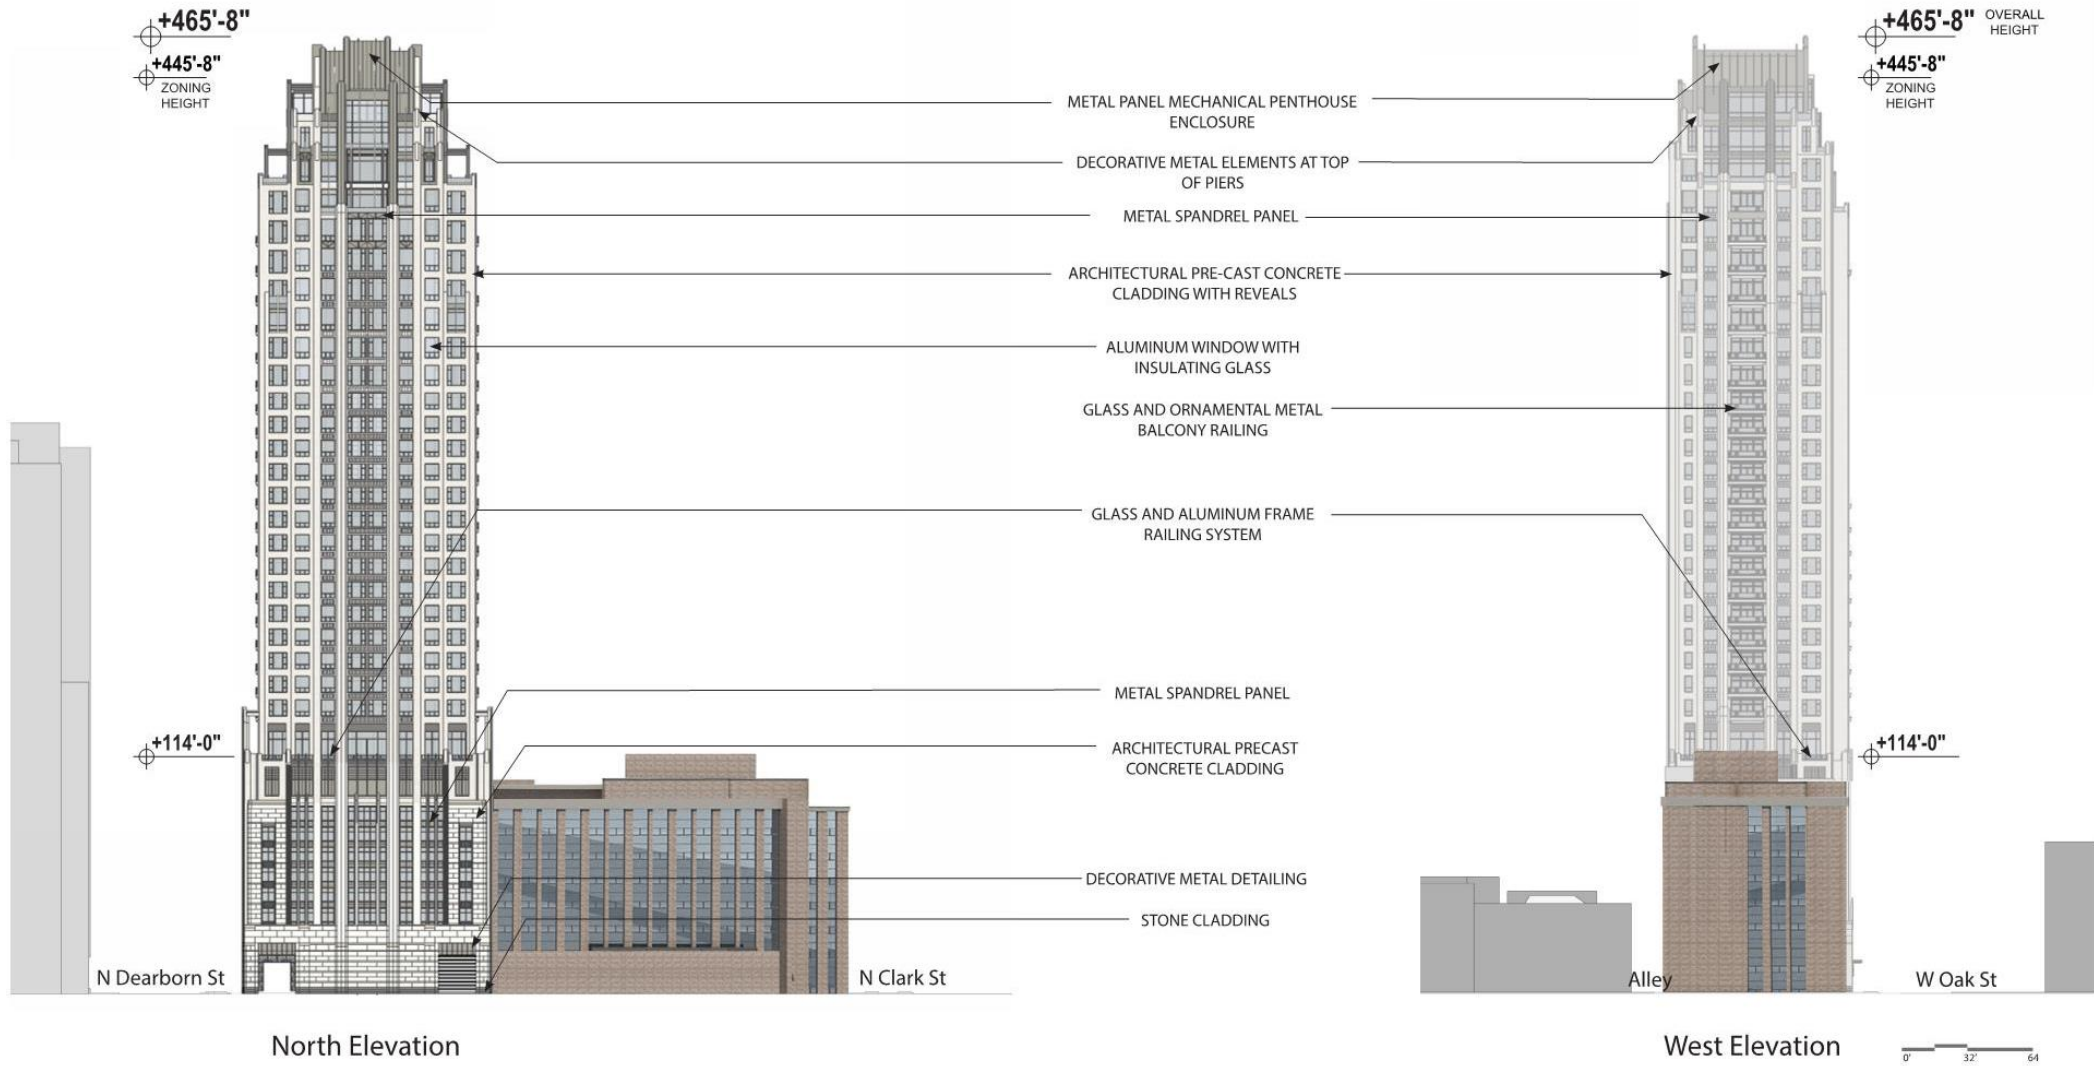 +465'-8"
+445'-8"
ZONING
HEIGHT
+465'-8" OVERALL
HEIGHT
+445'-8"
ZONING
HEIGHT
METAL PANEL MECHANICAL PENTHOUSE
ENCLOSURE
DECORATIVE METAL ELEMENTS AT TOP
OF PIERS
METAL SPANDREL PANEL
ARCHITECTURAL PRE-CAST CONCRETE
CLADDING WITH REVEALS
ALUMINUM WINDOW WITH
INSULATING GLASS
GLASS AND ORNAMENTAL METAL
BALCONY RAILING
GLASS AND ALUMINUM FRAME
RAILING SYSTEM
METAL SPANDREL PANEL
+114'-0"
ARCHITECTURAL PRECAST
CONCRETE CLADDING
+114'-0"
DECORATIVE METAL DETAILING
STONE CLADDING
N Dearborn St
N Clark St
Alley
W Oak St
North Elevation
West Elevation
0' 32' 64